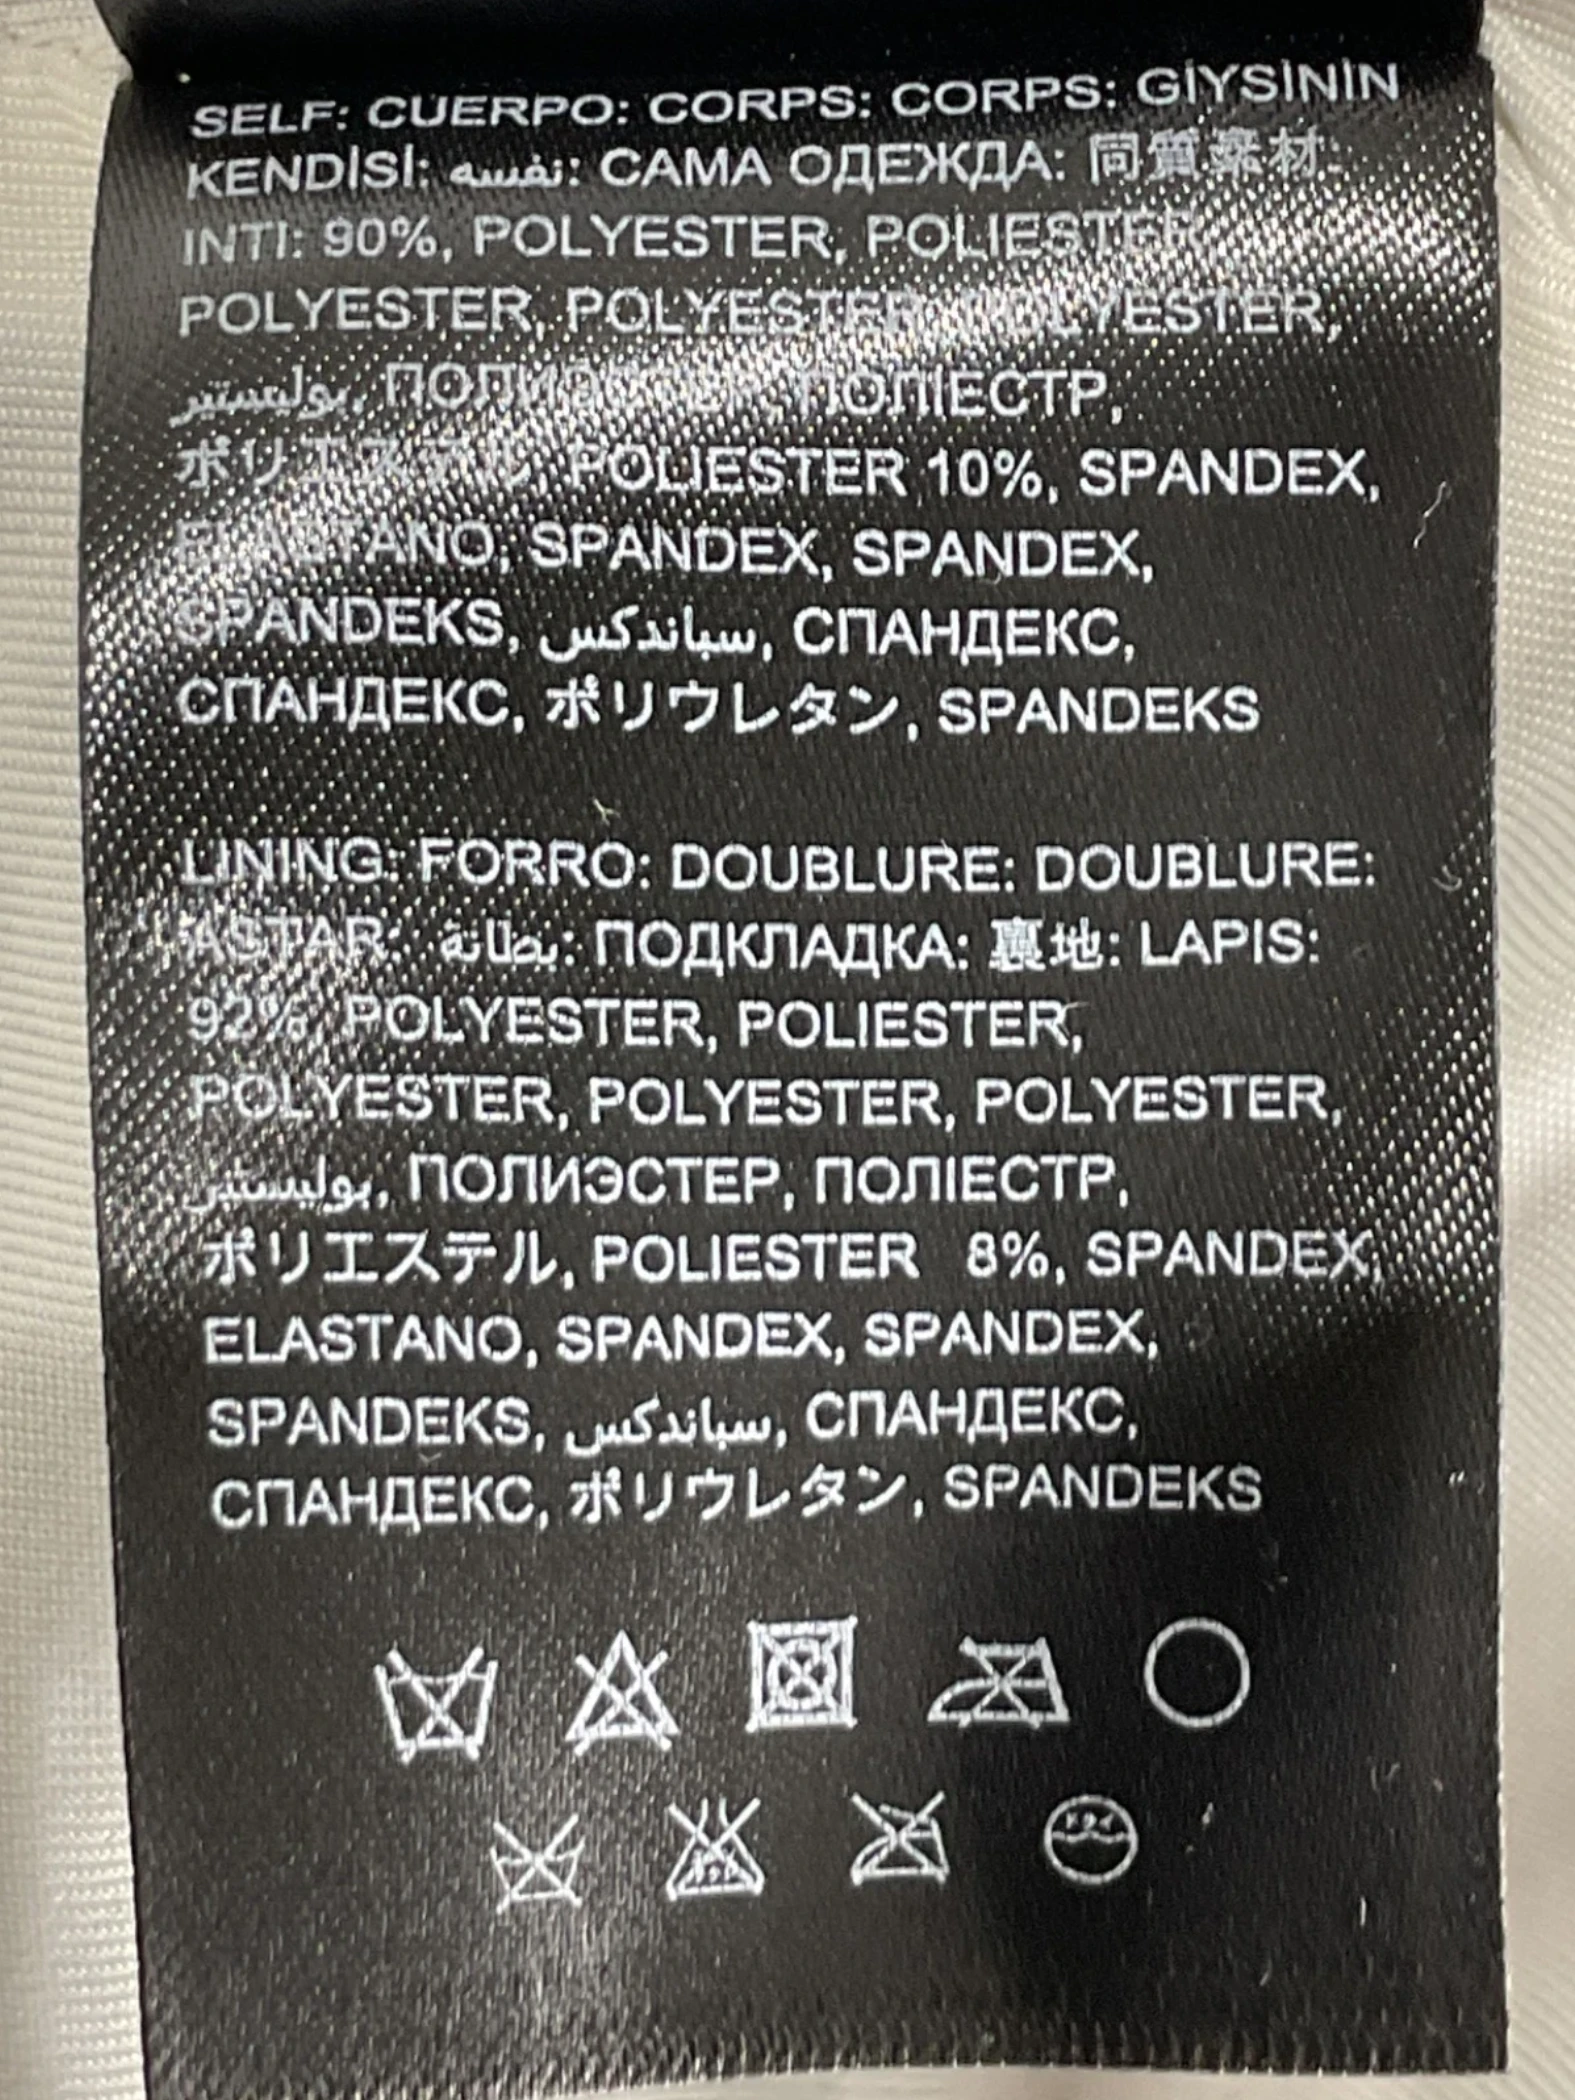 SELF: CUERPO: CORPS: CORPS: GİYSİNİN
KENDİSİ: نفسه: САМА ОДЕЖДА: 同質素材:
INTI: 90%, POLYESTER, POLIESTER,
POLYESTER, POLYESTER, POLYESTER,
بوليستير, ПОЛИЭСТЕР, ПОЛІЕСТР,
ポリエステル, POLIESTER 10%, SPANDEX,
ELASTANO, SPANDEX, SPANDEX,
SPANDEKS, سباندكس, СПАНДЕКС,
СПАНДЕКС, ポリウレタン, SPANDEKS
LINING: FORRO: DOUBLURE: DOUBLURE:
ASTAR: بطانة: ПОДКЛАДКА: 裏地: LAPIS:
92%, POLYESTER, POLIESTER,
POLYESTER, POLYESTER, POLYESTER,
بوليستير, ПОЛИЭСТЕР, ПОЛІЕСТР,
ポリエステル, POLIESTER 8%, SPANDEX,
ELASTANO, SPANDEX, SPANDEX,
SPANDEKS, سباندكس, СПАНДЕКС,
СПАНДЕКС, ポリウレタン, SPANDEKS